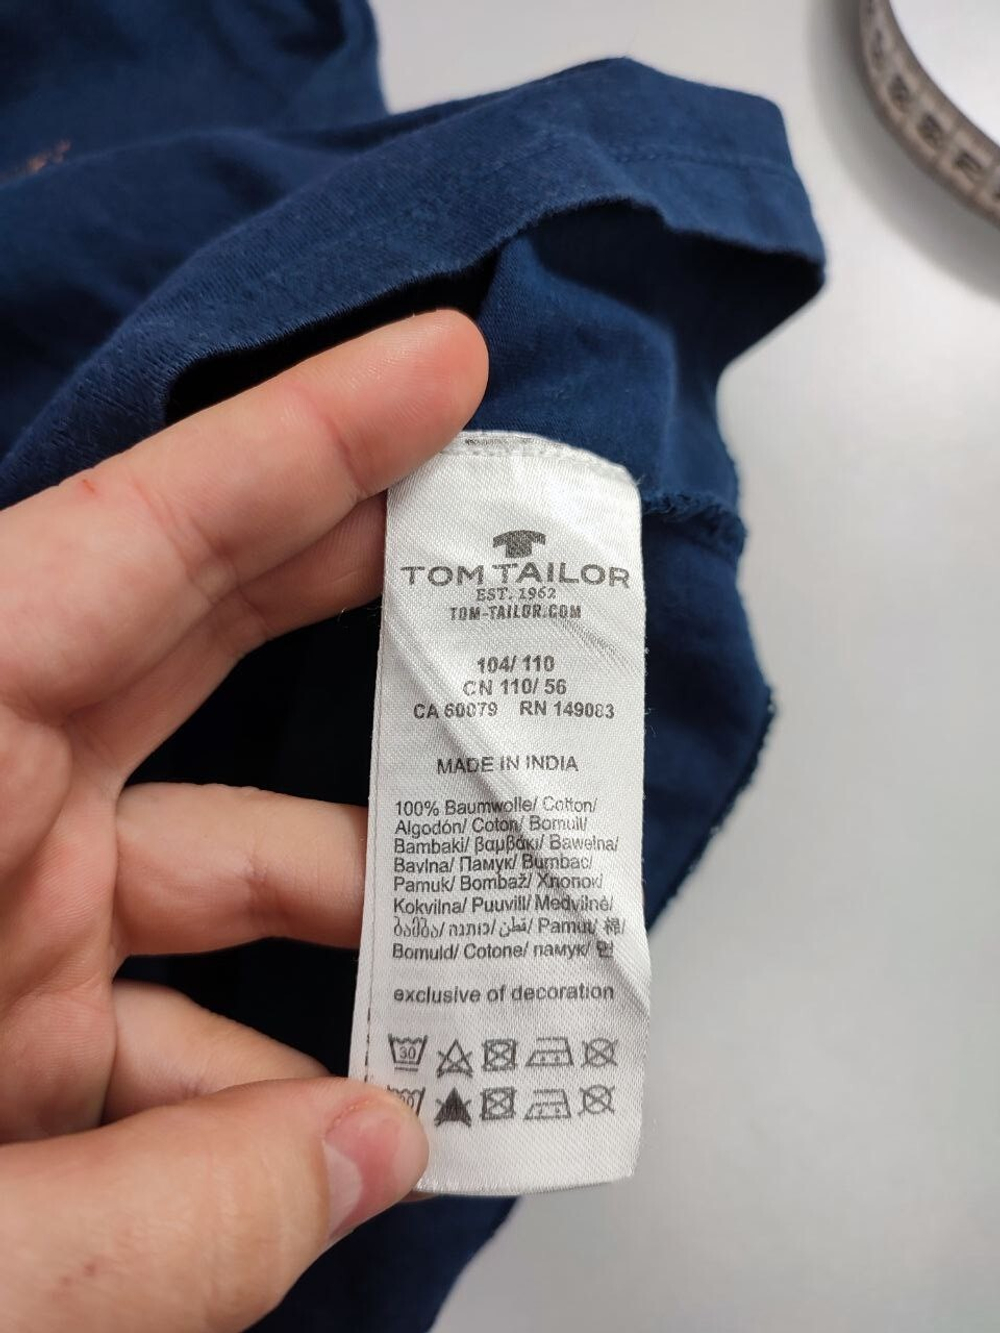 TOM TAILOR
EST. 1962
TOM-TAILOR.COM
104/ 110
CN 110/ 56
CA 60079 RN 149083
MADE IN INDIA
100% Baumwolle/ Cotton/
Algodón/ Coton/ Bomull/
Bambaki/ βαμβάκι/ Bawełna/
Bavlna/ Памук/ Bumbac/
Pamuk/ Bombaž/ Хлопок/
Kokvilna/ Puuvill/ Medvilnė/
ბამბა/ כותנה/ قطن/ Pamut/ 棉/
Bomuld/ Cotone/ памук/ 면
exclusive of decoration
30